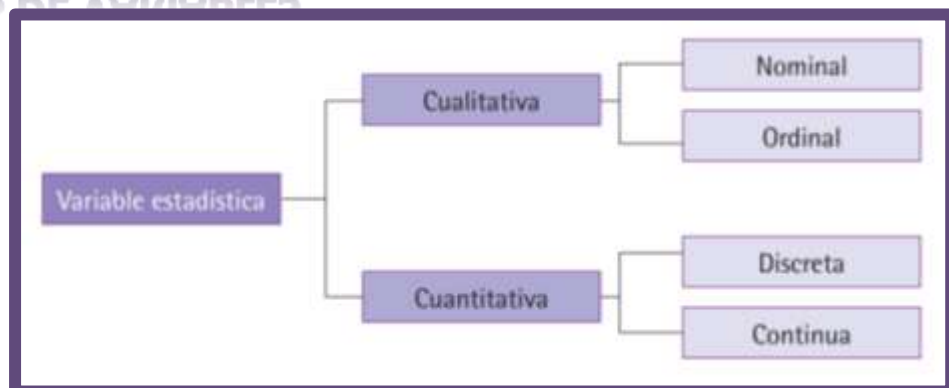 Variable estadística
Cualitativa
Nominal
Ordinal
Cuantitativa
Discreta
Continua